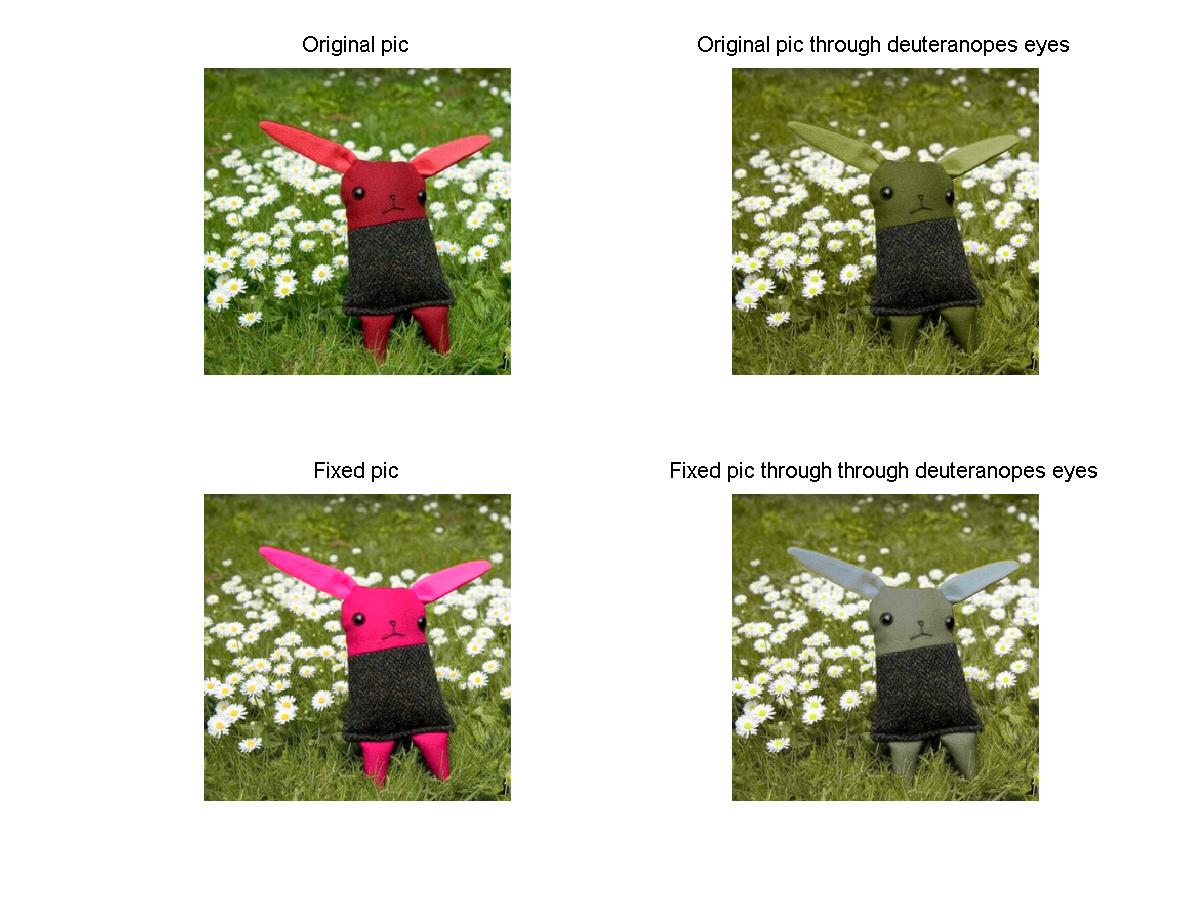 Original pic
Original pic through deuteranopes eyes
Fixed pic
Fixed pic through through deuteranopes eyes